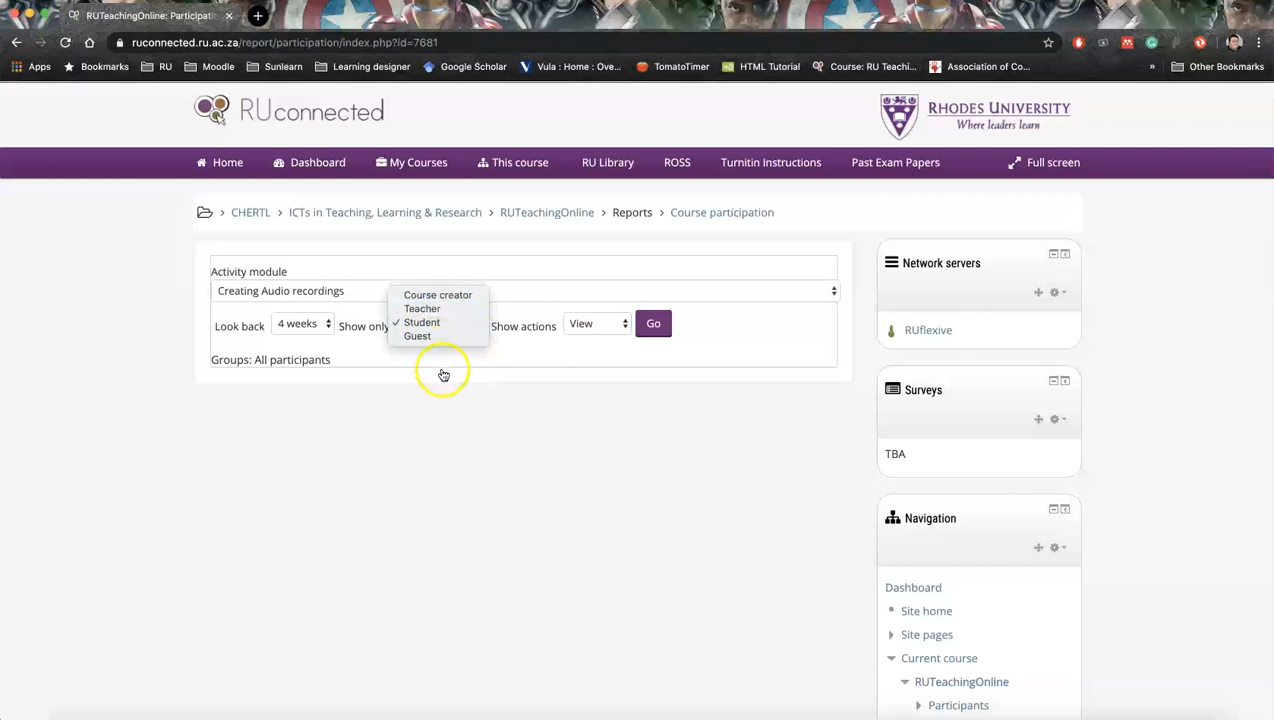 RUTeachingOnline: Participati
ruconnected.ru.ac.za/report/participation/index.php?id=7681
Apps Bookmarks RU Moodle Sunlearn Learning designer Google Scholar Vula : Home : Ove... TomatoTimer HTML Tutorial Course: RU Teachi... Association of Co... » Other Bookmarks
RUconnected
RHODES UNIVERSITY
Where leaders learn
Home Dashboard My Courses This course RU Library ROSS Turnitin Instructions Past Exam Papers Full screen
CHERTL > ICTs in Teaching, Learning & Research > RUTeachingOnline > Reports > Course participation
Activity module
Creating Audio recordings
Course creator
Teacher
✓ Student
Guest
Look back 4 weeks Show only Show actions View Go
Groups: All participants
Network servers
RUflexive
Surveys
TBA
Navigation
Dashboard
Site home
Site pages
Current course
RUTeachingOnline
Participants